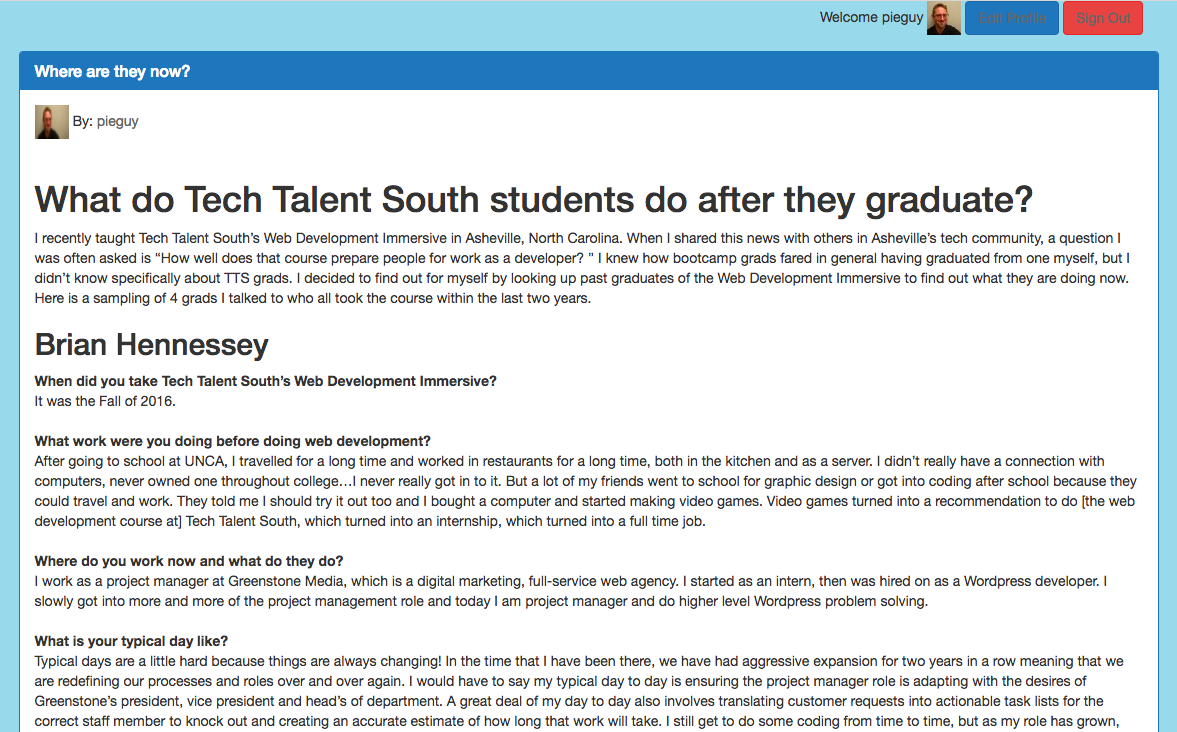 Welcome pieguy Edit Profile Sign Out
Where are they now?
By: pieguy
What do Tech Talent South students do after they graduate?
I recently taught Tech Talent South’s Web Development Immersive in Asheville, North Carolina. When I shared this news with others in Asheville’s tech community, a question I
was often asked is “How well does that course prepare people for work as a developer? ” I knew how bootcamp grads fared in general having graduated from one myself, but I
didn’t know specifically about TTS grads. I decided to find out for myself by looking up past graduates of the Web Development Immersive to find out what they are doing now.
Here is a sampling of 4 grads I talked to who all took the course within the last two years.
Brian Hennessey
When did you take Tech Talent South’s Web Development Immersive?
It was the Fall of 2016.
What work were you doing before doing web development?
After going to school at UNCA, I travelled for a long time and worked in restaurants for a long time, both in the kitchen and as a server. I didn’t really have a connection with
computers, never owned one throughout college…I never really got in to it. But a lot of my friends went to school for graphic design or got into coding after school because they
could travel and work. They told me I should try it out too and I bought a computer and started making video games. Video games turned into a recommendation to do [the web
development course at] Tech Talent South, which turned into an internship, which turned into a full time job.
Where do you work now and what do they do?
I work as a project manager at Greenstone Media, which is a digital marketing, full-service web agency. I started as an intern, then was hired on as a Wordpress developer. I
slowly got into more and more of the project management role and today I am project manager and do higher level Wordpress problem solving.
What is your typical day like?
Typical days are a little hard because things are always changing! In the time that I have been there, we have had aggressive expansion for two years in a row meaning that we
are redefining our processes and roles over and over again. I would have to say my typical day to day is ensuring the project manager role is adapting with the desires of
Greenstone’s president, vice president and head’s of department. A great deal of my day to day also involves translating customer requests into actionable task lists for the
correct staff member to knock out and creating an accurate estimate of how long that work will take. I still get to do some coding from time to time, but as my role has grown,